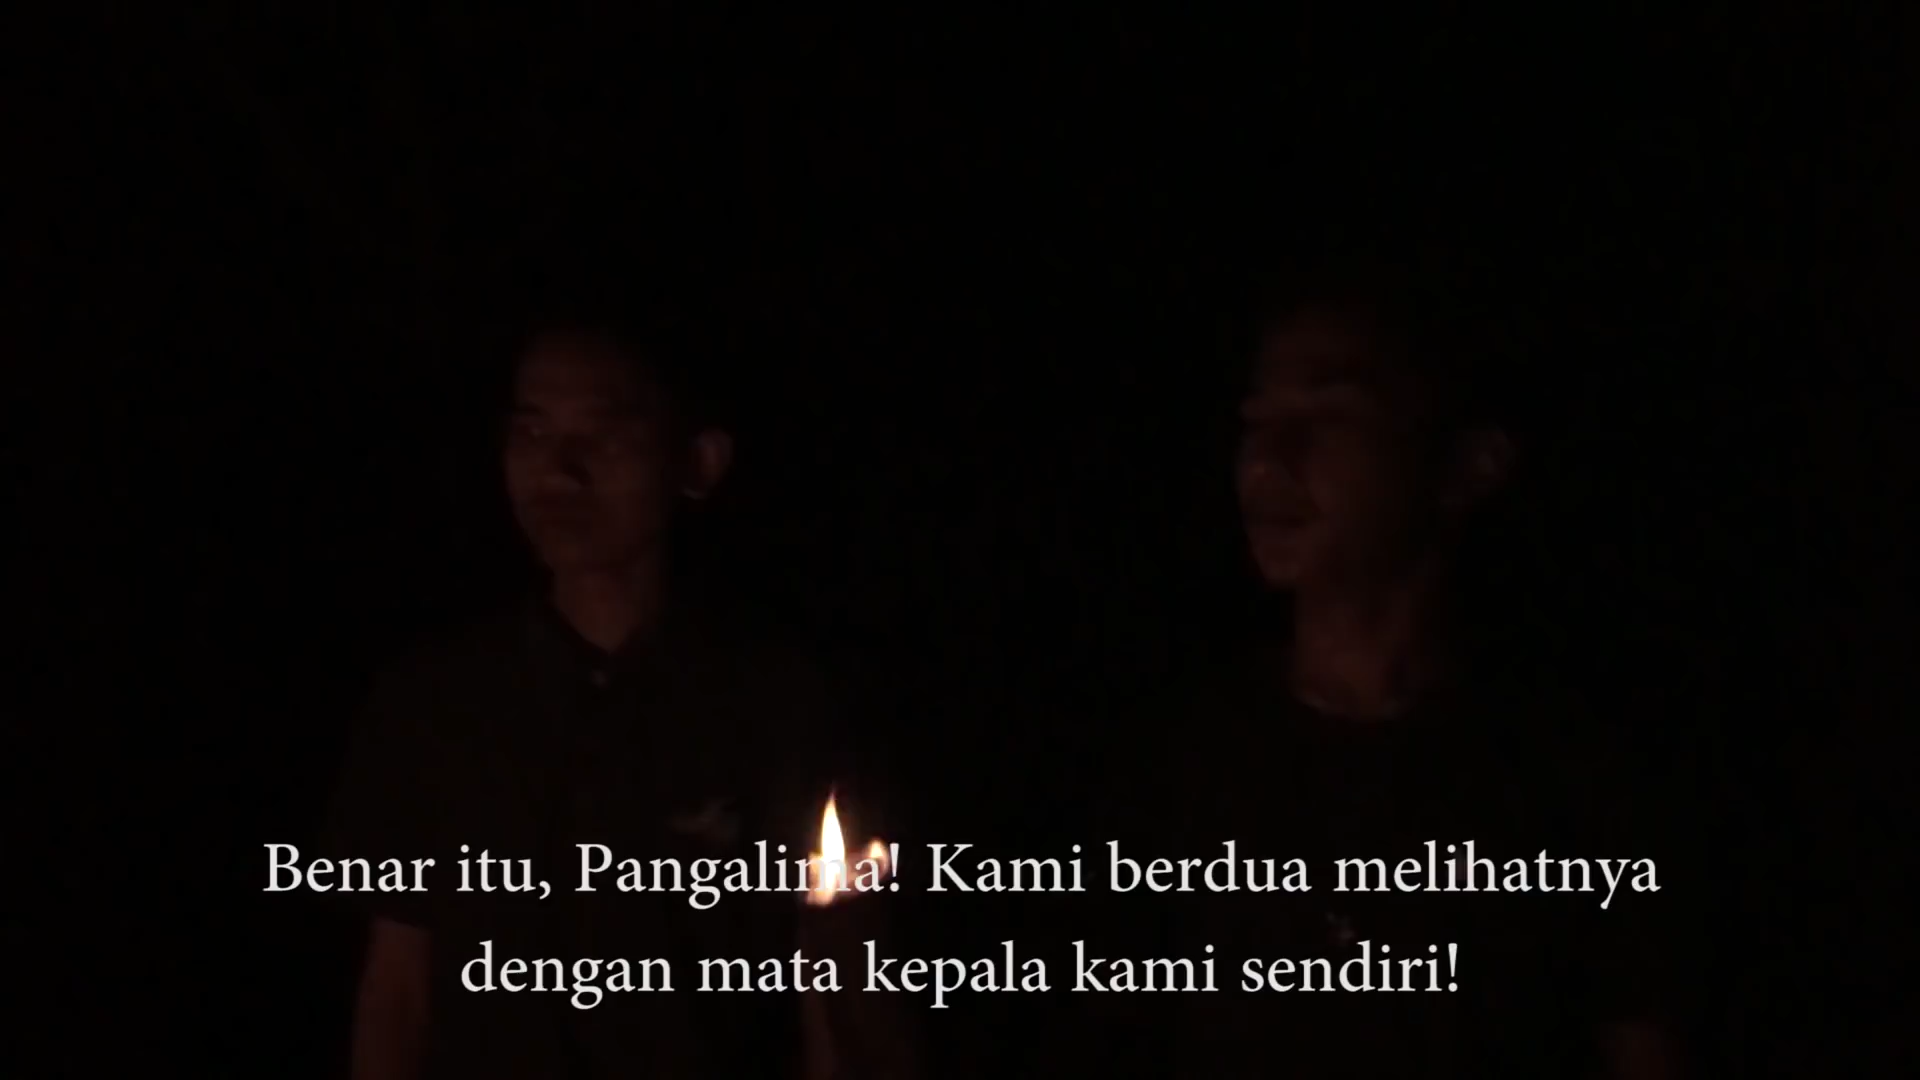 Benar itu, Pangalima! Kami berdua melihatnya
dengan mata kepala kami sendiri!